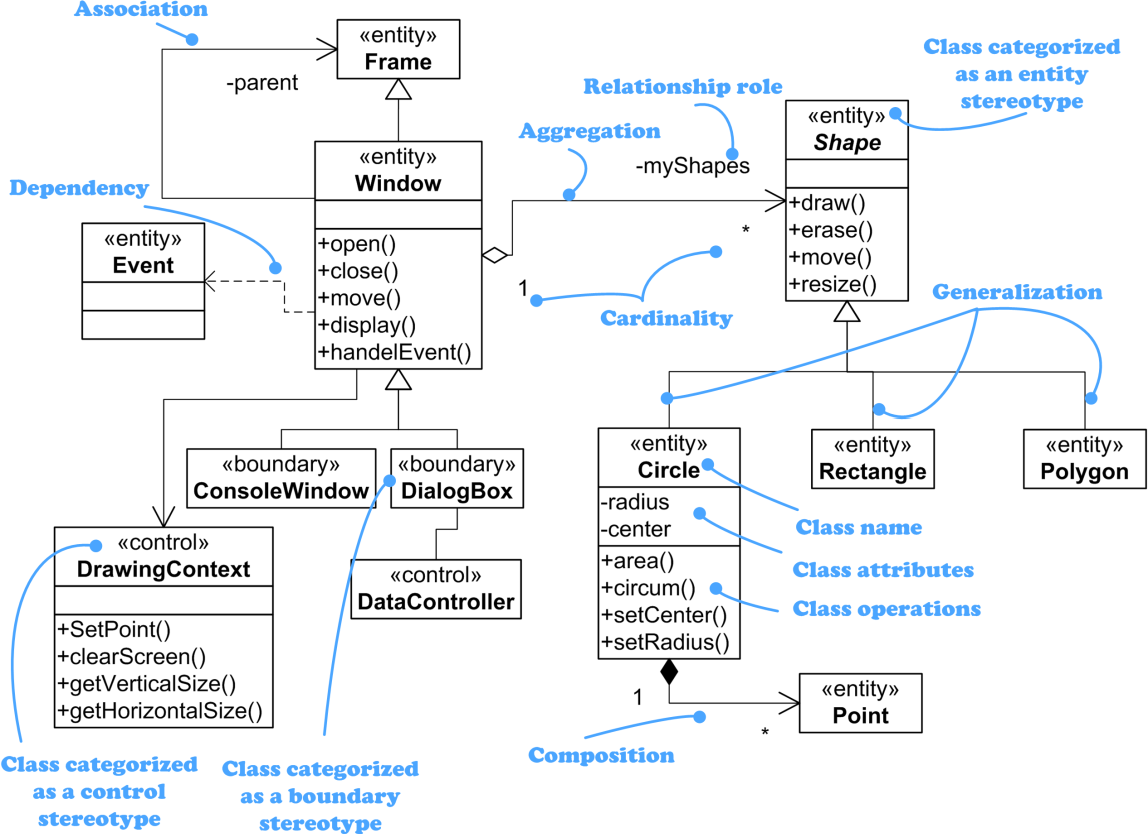 Association
«entity»
Frame
-parent
Relationship role
Class categorized
as an entity
stereotype
Aggregation
«entity»
Shape
-myShapes
+draw()
+erase()
+move()
+resize()
*
Dependency
«entity»
Window
+open()
+close()
+move()
+display()
+handelEvent()
«entity»
Event
1
Cardinality
Generalization
«boundary»
ConsoleWindow
«boundary»
DialogBox
«entity»
Circle
-radius
-center
+area()
+circum()
+setCenter()
+setRadius()
«entity»
Rectangle
«entity»
Polygon
Class name
Class attributes
Class operations
«control»
DrawingContext
+SetPoint()
+clearScreen()
+getVerticalSize()
+getHorizontalSize()
«control»
DataController
1
*
«entity»
Point
Composition
Class categorized
as a control
stereotype
Class categorized
as a boundary
stereotype